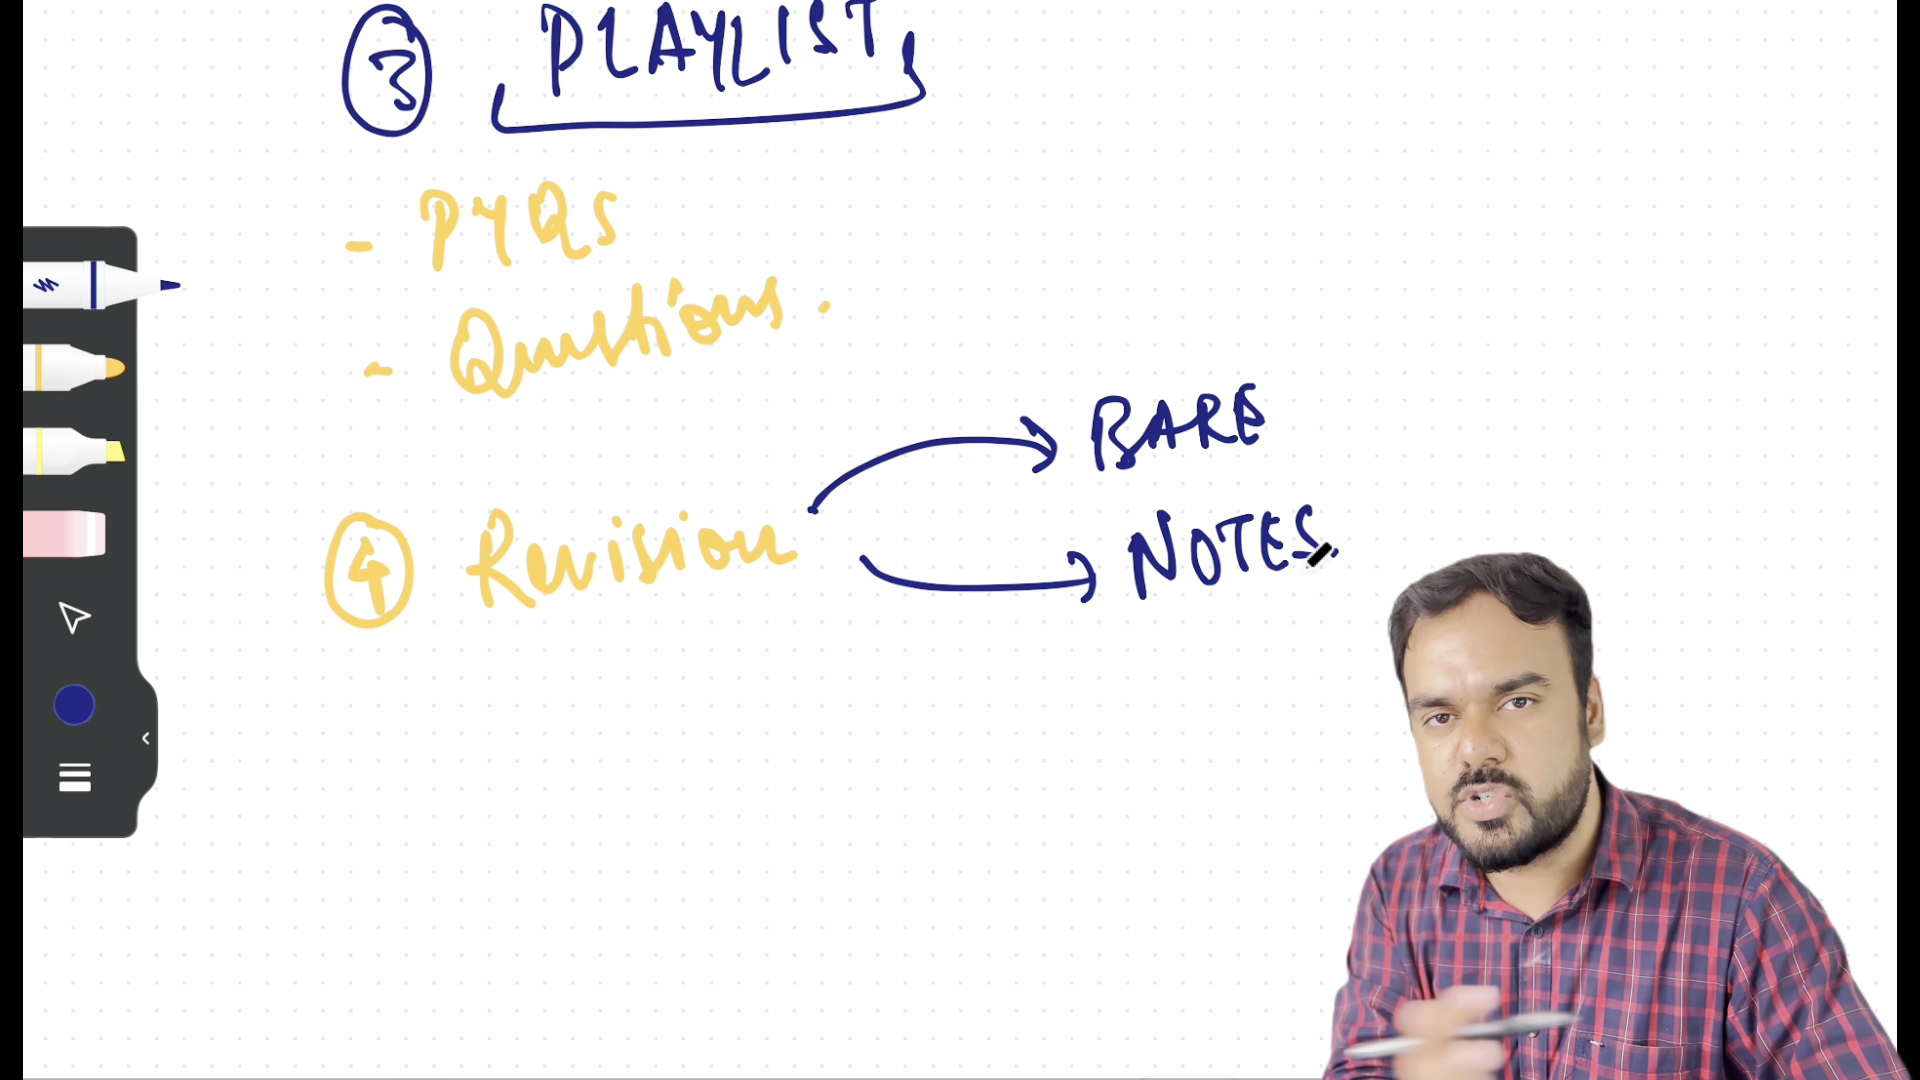 3 PLAYLIST
- PYQs
- Questions.
BARE
4 Revision
NOTES